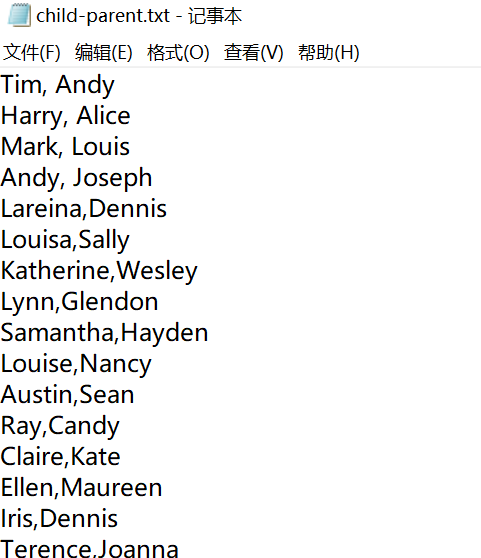 child-parent.txt - 记事本
文件(F) 编辑(E) 格式(O) 查看(V) 帮助(H)
Tim, Andy
Harry, Alice
Mark, Louis
Andy, Joseph
Lareina,Dennis
Louisa,Sally
Katherine,Wesley
Lynn,Glendon
Samantha,Hayden
Louise,Nancy
Austin,Sean
Ray,Candy
Claire,Kate
Ellen,Maureen
Iris,Dennis
Terence,Joanna